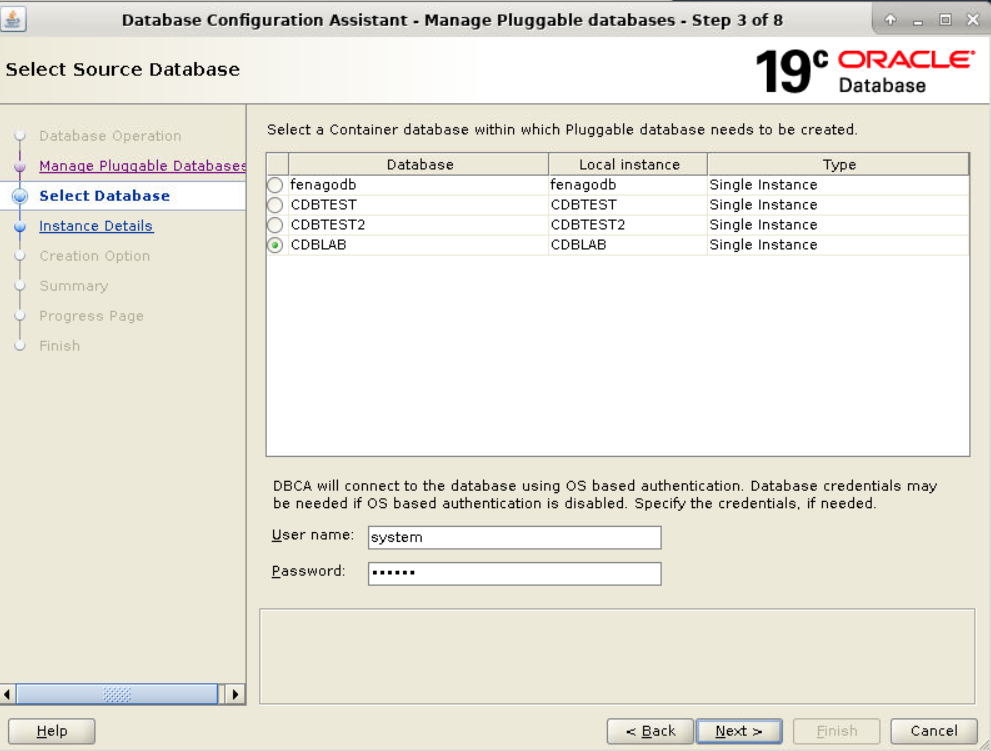 Database Configuration Assistant - Manage Pluggable databases - Step 3 of 8
Select Source Database
19c ORACLE
Database
Database Operation
Manage Pluggable Databases
Select Database
Instance Details
Creation Option
Summary
Progress Page
Finish
Select a Container database within which Pluggable database needs to be created.
Database Local instance Type
fenagodb fenagodb Single Instance
CDBTEST CDBTEST Single Instance
CDBTEST2 CDBTEST2 Single Instance
CDBLAB CDBLAB Single Instance
DBCA will connect to the database using OS based authentication. Database credentials may
be needed if OS based authentication is disabled. Specify the credentials, if needed.
User name: system
Password: ••••••
Help < Back Next > Finish Cancel